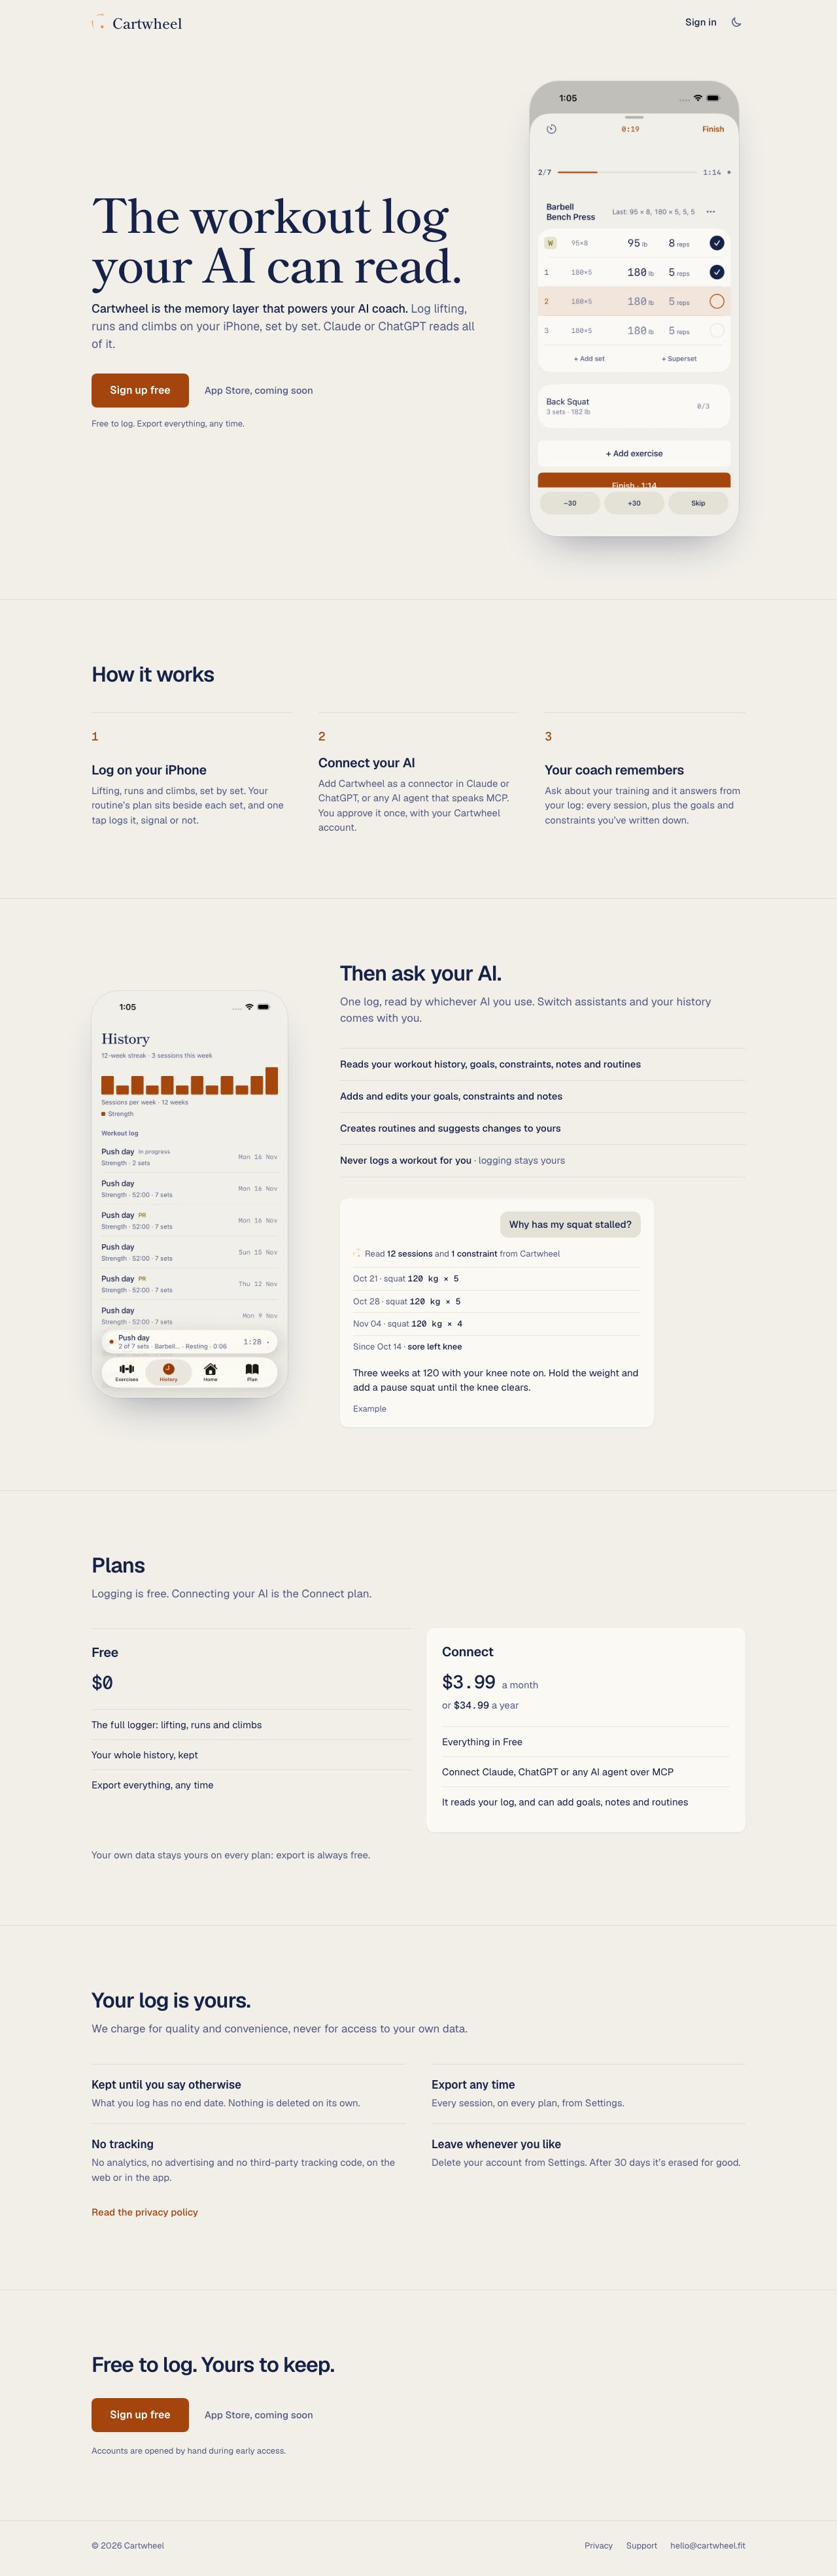 Cartwheel
Sign in
The workout log
your AI can read.
Cartwheel is the memory layer that powers your AI coach. Log lifting,
runs and climbs on your iPhone, set by set. Claude or ChatGPT reads all
of it.
Sign up free
App Store, coming soon
Free to log. Export everything, any time.
1:05
0:19
Finish
2/7
1:14
Barbell
Bench Press
Last: 95 × 8, 180 × 5, 5, 5
W 95×8 95 lb 8 reps
1 180×5 180 lb 5 reps
2 180×5 180 lb 5 reps
3 180×5 180 lb 5 reps
+ Add set
+ Superset
Back Squat
3 sets · 182 lb
0/3
+ Add exercise
Finish · 1:14
−30
+30
Skip
How it works
1
Log on your iPhone
Lifting, runs and climbs, set by set. Your
routine's plan sits beside each set, and one
tap logs it, signal or not.
2
Connect your AI
Add Cartwheel as a connector in Claude or
ChatGPT, or any AI agent that speaks MCP.
You approve it once, with your Cartwheel
account.
3
Your coach remembers
Ask about your training and it answers from
your log: every session, plus the goals and
constraints you've written down.
1:05
History
12-week streak · 3 sessions this week
Sessions per week · 12 weeks
Strength
Workout log
Push day In progress
Strength · 2 sets
Mon 16 Nov
Push day
Strength · 52:00 · 7 sets
Mon 16 Nov
Push day PR
Strength · 52:00 · 7 sets
Mon 16 Nov
Push day
Strength · 52:00 · 7 sets
Sun 15 Nov
Push day PR
Strength · 52:00 · 7 sets
Thu 12 Nov
Push day
Strength · 52:00 · 7 sets
Mon 9 Nov
Push day
2 of 7 sets · Barbell... · Resting · 0:06
1:28
Exercises
History
Home
Plan
Then ask your AI.
One log, read by whichever AI you use. Switch assistants and your history
comes with you.
Reads your workout history, goals, constraints, notes and routines
Adds and edits your goals, constraints and notes
Creates routines and suggests changes to yours
Never logs a workout for you · logging stays yours
Why has my squat stalled?
Read 12 sessions and 1 constraint from Cartwheel
Oct 21 · squat 120 kg × 5
Oct 28 · squat 120 kg × 5
Nov 04 · squat 120 kg × 4
Since Oct 14 · sore left knee
Three weeks at 120 with your knee note on. Hold the weight and
add a pause squat until the knee clears.
Example
Plans
Logging is free. Connecting your AI is the Connect plan.
Free
$0
The full logger: lifting, runs and climbs
Your whole history, kept
Export everything, any time
Connect
$3.99 a month
or $34.99 a year
Everything in Free
Connect Claude, ChatGPT or any AI agent over MCP
It reads your log, and can add goals, notes and routines
Your own data stays yours on every plan: export is always free.
Your log is yours.
We charge for quality and convenience, never for access to your own data.
Kept until you say otherwise
What you log has no end date. Nothing is deleted on its own.
Export any time
Every session, on every plan, from Settings.
No tracking
No analytics, no advertising and no third-party tracking code, on the
web or in the app.
Leave whenever you like
Delete your account from Settings. After 30 days it's erased for good.
Read the privacy policy
Free to log. Yours to keep.
Sign up free
App Store, coming soon
Accounts are opened by hand during early access.
© 2026 Cartwheel
Privacy
Support
hello@cartwheel.fit